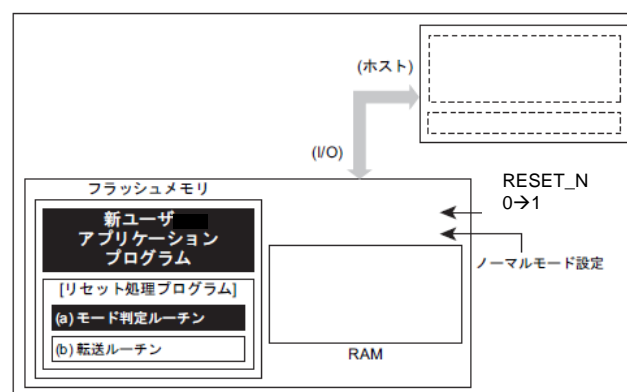 (ホスト)
(I/O)
RESET_N
0→1
ノーマルモード設定
フラッシュメモリ
新ユーザ
アプリケーション
プログラム
[リセット処理プログラム]
(a) モード判定ルーチン
(b) 転送ルーチン
RAM